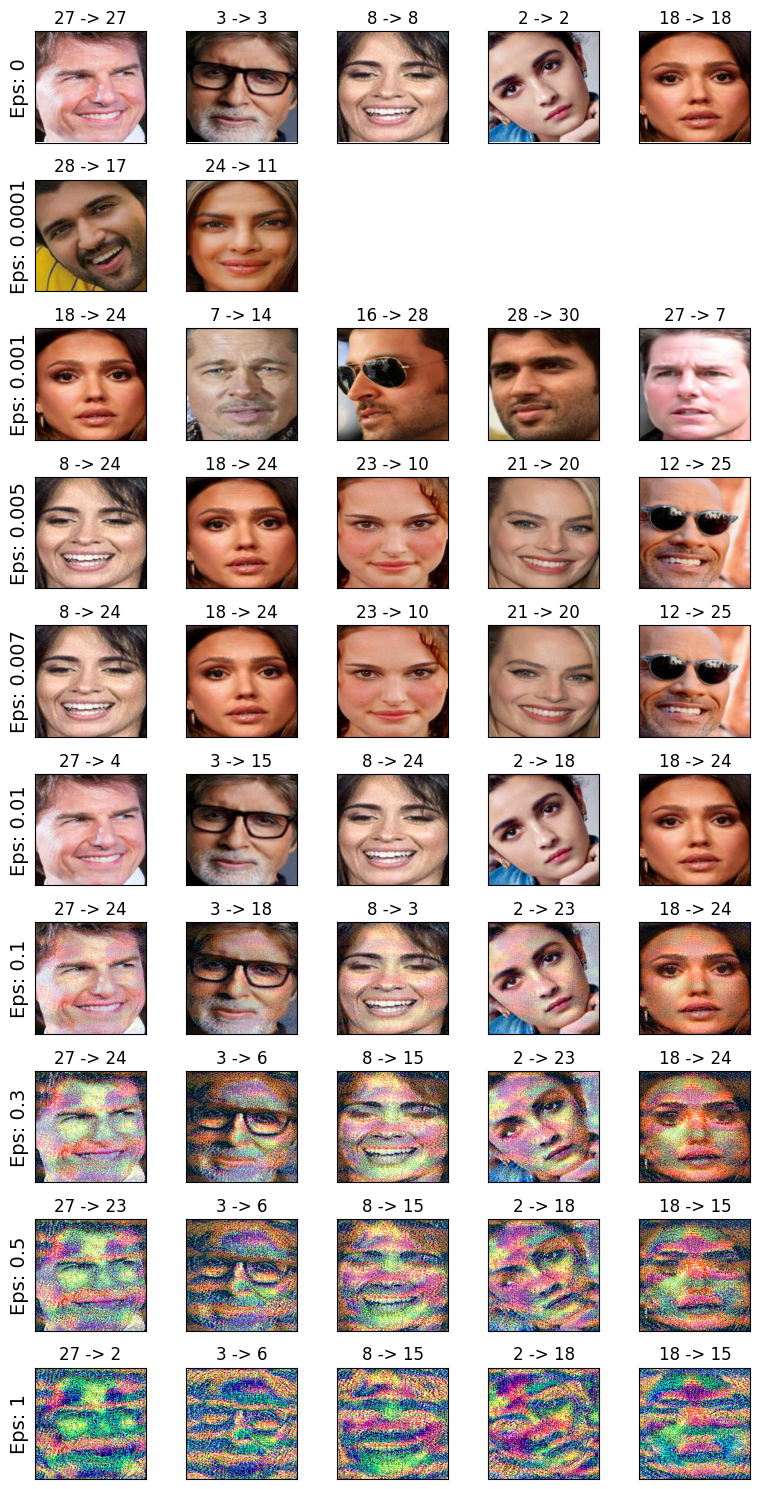 27 -> 27 3 -> 3 8 -> 8 2 -> 2 18 -> 18
Eps: 0
28 -> 17 24 -> 11
Eps: 0.0001
18 -> 24 7 -> 14 16 -> 28 28 -> 30 27 -> 7
Eps: 0.001
8 -> 24 18 -> 24 23 -> 10 21 -> 20 12 -> 25
Eps: 0.005
8 -> 24 18 -> 24 23 -> 10 21 -> 20 12 -> 25
Eps: 0.007
27 -> 4 3 -> 15 8 -> 24 2 -> 18 18 -> 24
Eps: 0.01
27 -> 24 3 -> 18 8 -> 3 2 -> 23 18 -> 24
Eps: 0.1
27 -> 24 3 -> 6 8 -> 15 2 -> 23 18 -> 24
Eps: 0.3
27 -> 23 3 -> 6 8 -> 15 2 -> 18 18 -> 15
Eps: 0.5
27 -> 2 3 -> 6 8 -> 15 2 -> 18 18 -> 15
Eps: 1